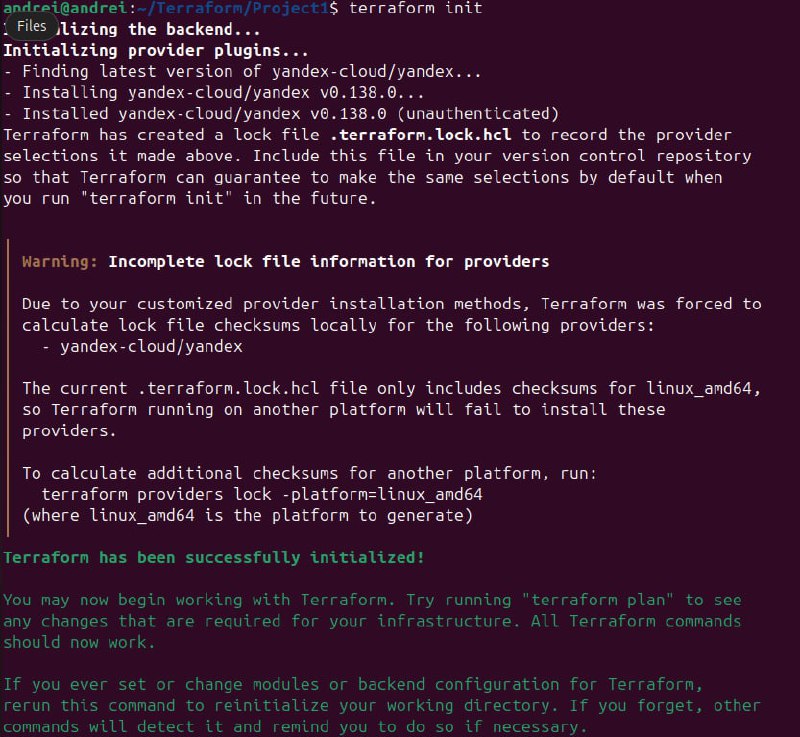 andrei@andrei:~/Terraform/Project1$ terraform init
Files
lizing the backend...
Initializing provider plugins...
- Finding latest version of yandex-cloud/yandex...
- Installing yandex-cloud/yandex v0.138.0...
- Installed yandex-cloud/yandex v0.138.0 (unauthenticated)
Terraform has created a lock file .terraform.lock.hcl to record the provider
selections it made above. Include this file in your version control repository
so that Terraform can guarantee to make the same selections by default when
you run "terraform init" in the future.
Warning: Incomplete lock file information for providers
Due to your customized provider installation methods, Terraform was forced to
calculate lock file checksums locally for the following providers:
- yandex-cloud/yandex
The current .terraform.lock.hcl file only includes checksums for linux_amd64,
so Terraform running on another platform will fail to install these
providers.
To calculate additional checksums for another platform, run:
terraform providers lock -platform=linux_amd64
(where linux_amd64 is the platform to generate)
Terraform has been successfully initialized!
You may now begin working with Terraform. Try running "terraform plan" to see
any changes that are required for your infrastructure. All Terraform commands
should now work.
If you ever set or change modules or backend configuration for Terraform,
rerun this command to reinitialize your working directory. If you forget, other
commands will detect it and remind you to do so if necessary.